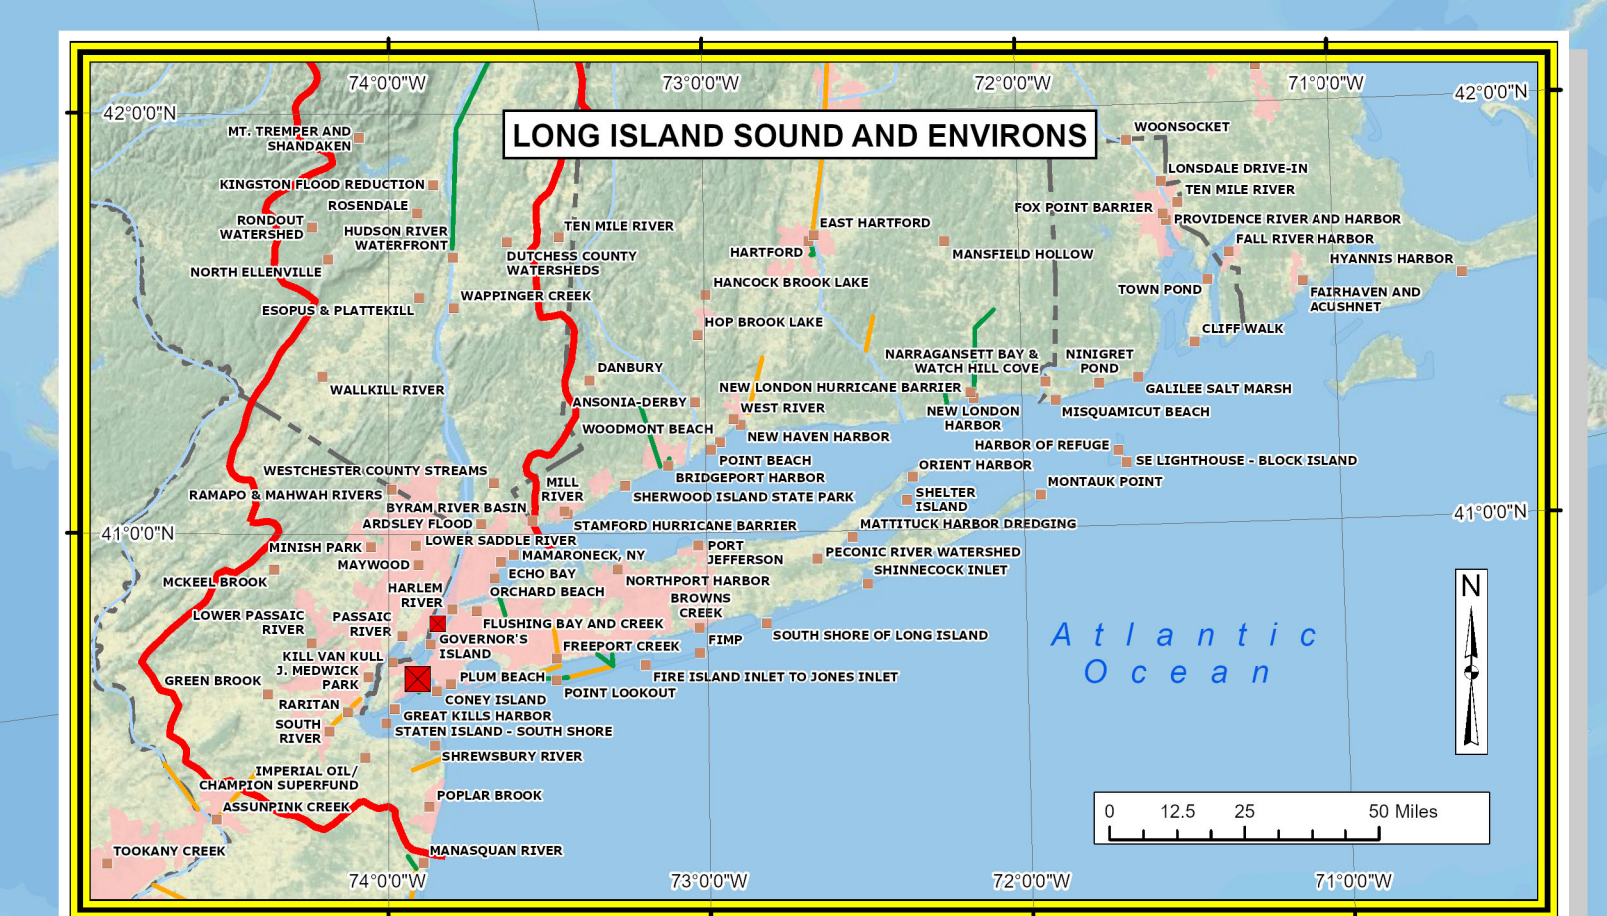 74°0'0"W
73°0'0"W
72°0'0"W
71°0'0"W
42°0'0"N
42°0'0"N
LONG ISLAND SOUND AND ENVIRONS
WOONSOCKET
MT. TREMPER AND
SHANDAKEN
LONSDALE DRIVE-IN
KINGSTON FLOOD REDUCTION
TEN MILE RIVER
ROSENDALE
FOX POINT BARRIER
PROVIDENCE RIVER AND HARBOR
RONDOUT
WATERSHED
HUDSON RIVER
WATERFRONT
TEN MILE RIVER
EAST HARTFORD
FALL RIVER HARBOR
HARTFORD
MANSFIELD HOLLOW
HYANNIS HARBOR
DUTCHESS COUNTY
WATERSHEDS
NORTH ELLENVILLE
HANCOCK BROOK LAKE
TOWN POND
FAIRHAVEN AND
ACUSHNET
WAPPINGER CREEK
ESOPUS & PLATTEKILL
HOP BROOK LAKE
CLIFF WALK
NARRAGANSETT BAY &
WATCH HILL COVE
NINIGRET
POND
DANBURY
WALLKILL RIVER
NEW LONDON HURRICANE BARRIER
GALILEE SALT MARSH
ANSONIA-DERBY
WEST RIVER
NEW LONDON
HARBOR
MISQUAMICUT BEACH
WOODMONT BEACH
NEW HAVEN HARBOR
HARBOR OF REFUGE
POINT BEACH
SE LIGHTHOUSE - BLOCK ISLAND
ORIENT HARBOR
WESTCHESTER COUNTY STREAMS
BRIDGEPORT HARBOR
MONTAUK POINT
MILL
RIVER
RAMAPO & MAHWAH RIVERS
SHERWOOD ISLAND STATE PARK
SHELTER
ISLAND
BYRAM RIVER BASIN
41°0'0"N
ARDSLEY FLOOD
STAMFORD HURRICANE BARRIER
MATTITUCK HARBOR DREDGING
41°0'0"N
LOWER SADDLE RIVER
MINISH PARK
PORT
JEFFERSON
MAMARONECK, NY
PECONIC RIVER WATERSHED
MAYWOOD
ECHO BAY
SHINNECOCK INLET
MCKEEL BROOK
NORTHPORT HARBOR
N
HARLEM
RIVER
ORCHARD BEACH
BROWNS
CREEK
LOWER PASSAIC
RIVER
PASSAIC
RIVER
FLUSHING BAY AND CREEK
GOVERNOR'S
ISLAND
FREEPORT CREEK
FIMP
SOUTH SHORE OF LONG ISLAND
Atlantic
Ocean
KILL VAN KULL
J. MEDWICK
PARK
GREEN BROOK
PLUM BEACH
FIRE ISLAND INLET TO JONES INLET
POINT LOOKOUT
CONEY ISLAND
RARITAN
GREAT KILLS HARBOR
SOUTH
RIVER
STATEN ISLAND - SOUTH SHORE
SHREWSBURY RIVER
IMPERIAL OIL/
CHAMPION SUPERFUND
POPLAR BROOK
ASSUNPINK CREEK
0 12.5 25 50 Miles
TOOKANY CREEK
MANASQUAN RIVER
74°0'0"W
73°0'0"W
72°0'0"W
71°0'0"W